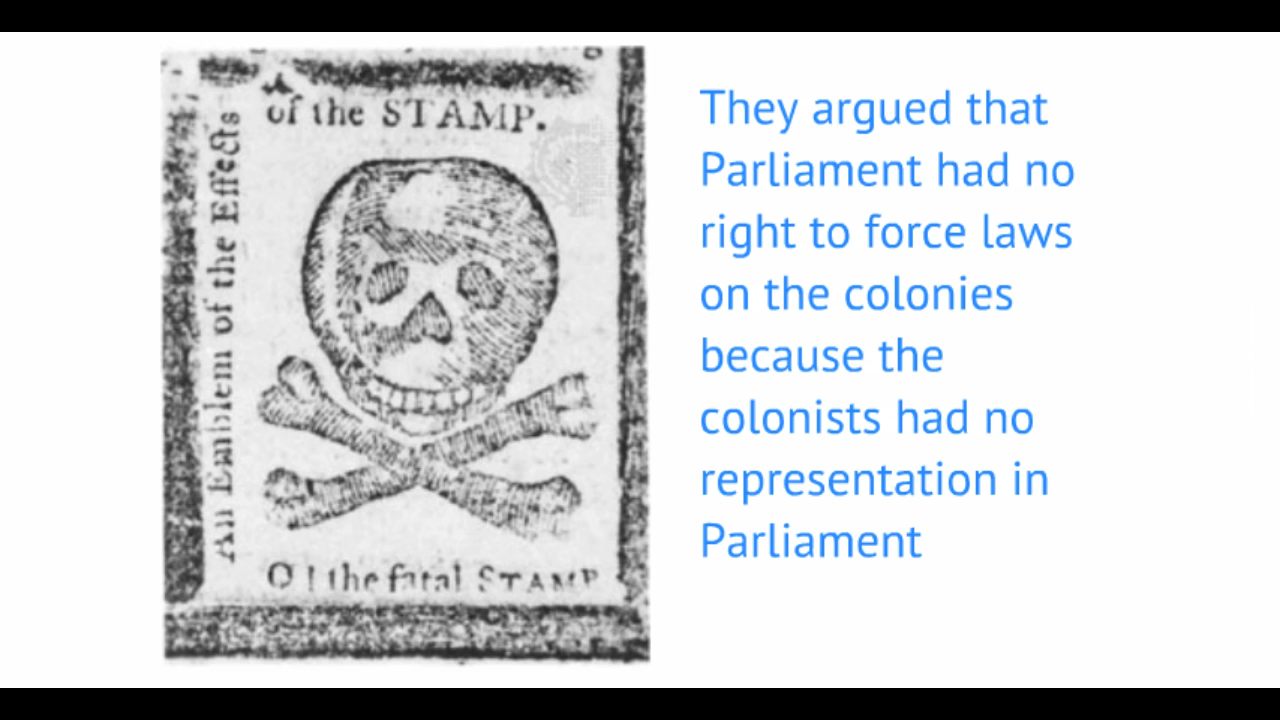 An Emblem of the Effects
of the STAMP.
O! the fatal STAMP
They argued that
Parliament had no
right to force laws
on the colonies
because the
colonists had no
representation in
Parliament